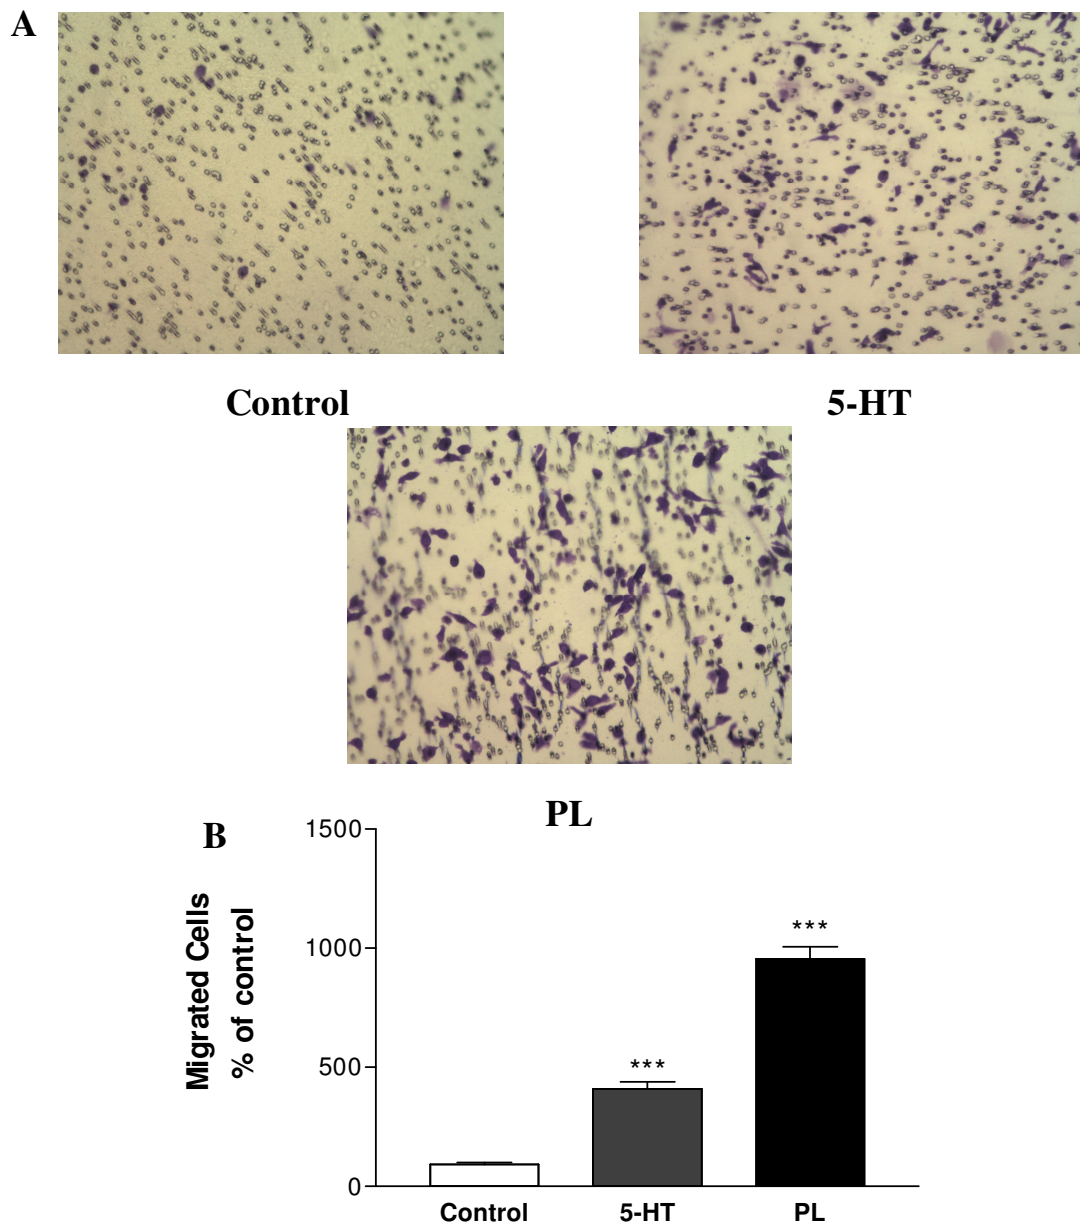 A
Control
5-HT
PL
B
Migrated Cells
% of control
1500
1000
500
0
***
***
Control
5-HT
PL